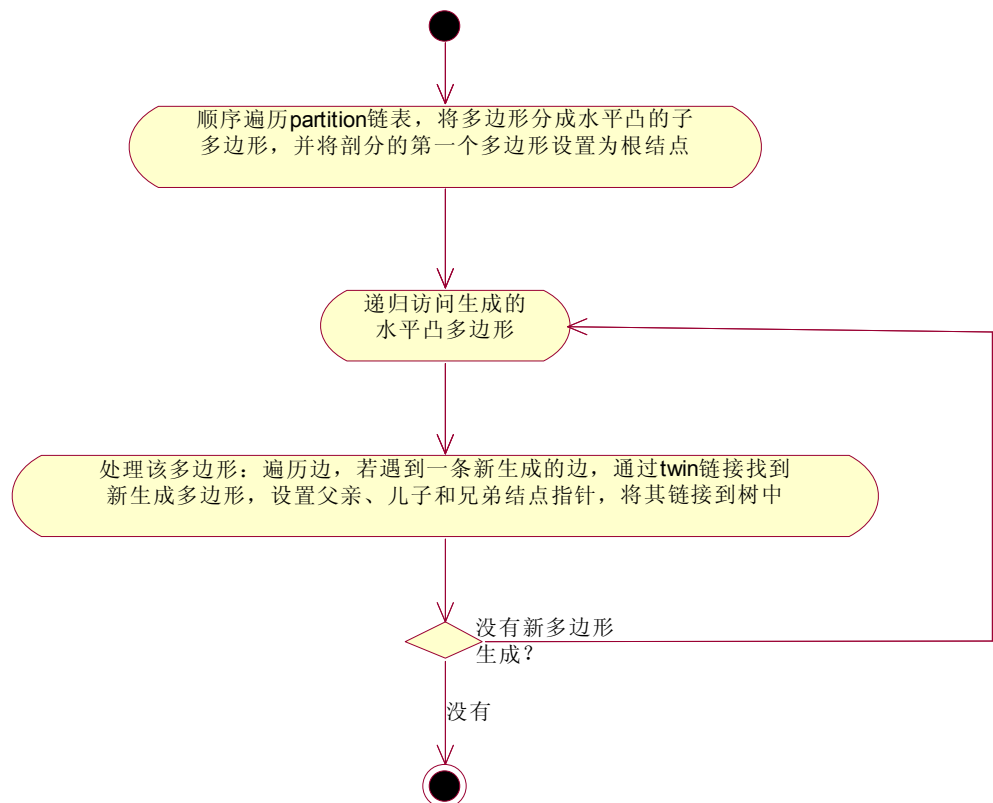 顺序遍历partition链表，将多边形分成水平凸的子
多边形，并将剖分的第一个多边形设置为根结点
递归访问生成的
水平凸多边形
处理该多边形：遍历边，若遇到一条新生成的边，通过twin链接找到
新生成多边形，设置父亲、儿子和兄弟结点指针，将其链接到树中
没有新多边形
生成？
没有